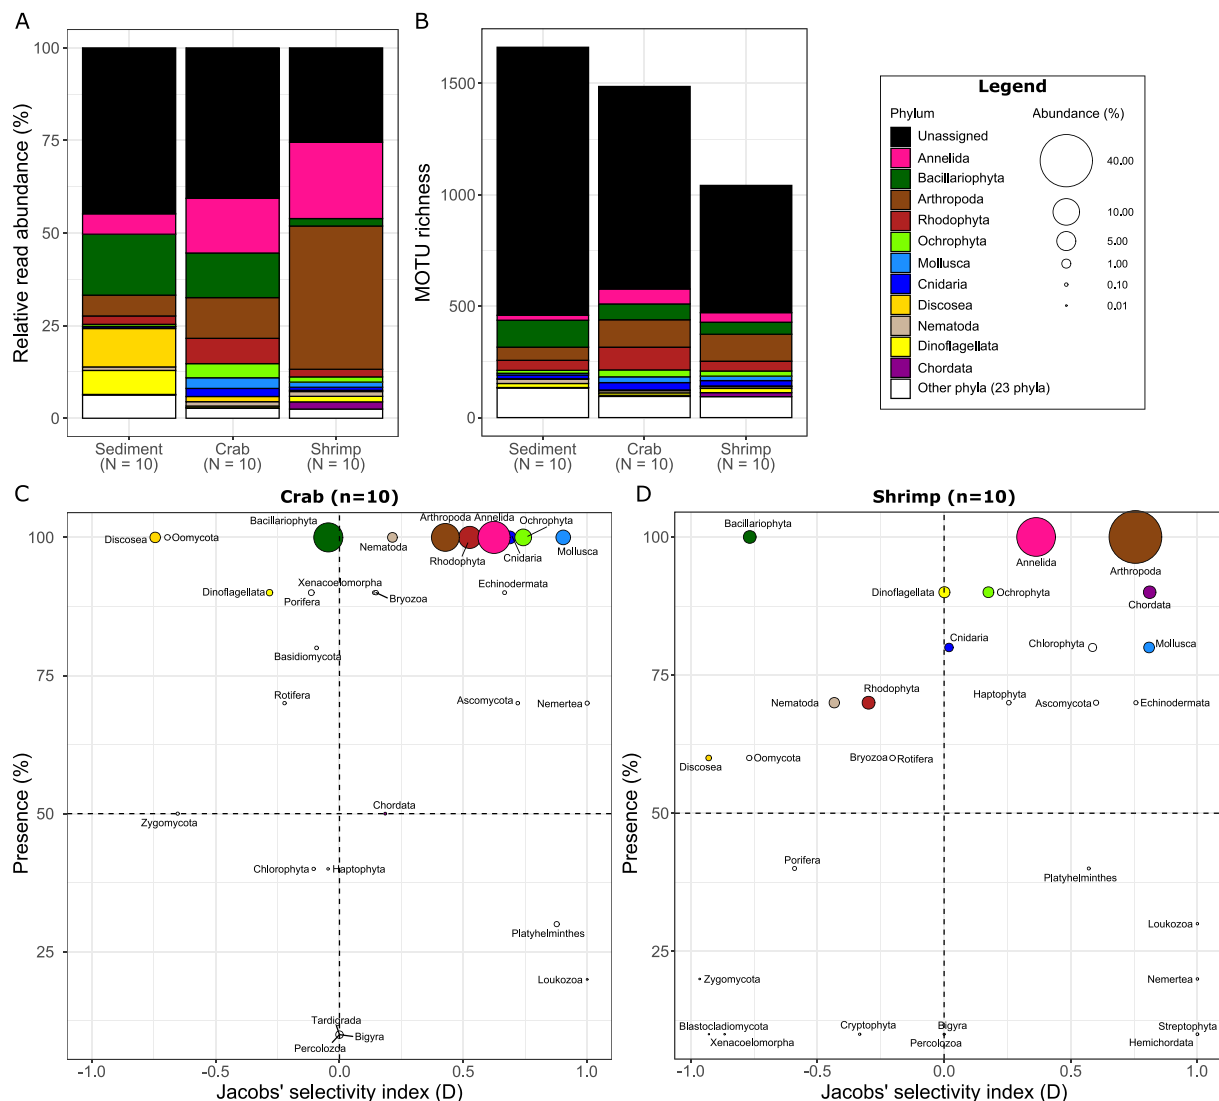 A
B
100
75
50
25
0
Relative read abundance (%)
Sediment
(N = 10)
Crab
(N = 10)
Shrimp
(N = 10)
1500
1000
500
0
MOTU richness
Sediment
(N = 10)
Crab
(N = 10)
Shrimp
(N = 10)
Legend
Phylum
Unassigned
Annelida
Bacillariophyta
Arthropoda
Rhodophyta
Ochrophyta
Mollusca
Cnidaria
Discosea
Nematoda
Dinoflagellata
Chordata
Other phyla (23 phyla)
Abundance (%)
40.00
10.00
5.00
1.00
0.10
0.01
C
Crab (n=10)
100
75
50
25
Presence (%)
Bacillariophyta
Arthropoda
Annelida
Ochrophyta
Discosea
Oomycota
Nematoda
Rhodophyta
Cnidaria
Mollusca
Dinoflagellata
Xenacoelomorpha
Porifera
Bryozoa
Echinodermata
Basidiomycota
Rotifera
Ascomycota
Nemertea
Zygomycota
Chordata
Chlorophyta
Haptophyta
Platyhelminthes
Loukozoa
Tardigrada
Bigyra
Percolozoa
-1.0
-0.5
0.0
0.5
1.0
Jacobs' selectivity index (D)
D
Shrimp (n=10)
100
75
50
25
Presence (%)
Bacillariophyta
Annelida
Arthropoda
Dinoflagellata
Ochrophyta
Chordata
Cnidaria
Chlorophyta
Mollusca
Nematoda
Rhodophyta
Haptophyta
Ascomycota
Echinodermata
Discosea
Oomycota
Bryozoa
Rotifera
Porifera
Platyhelminthes
Loukozoa
Zygomycota
Nemertea
Blastocladiomycota
Xenacoelomorpha
Cryptophyta
Bigyra
Percolozoa
Streptophyta
Hemichordata
-1.0
-0.5
0.0
0.5
1.0
Jacobs' selectivity index (D)